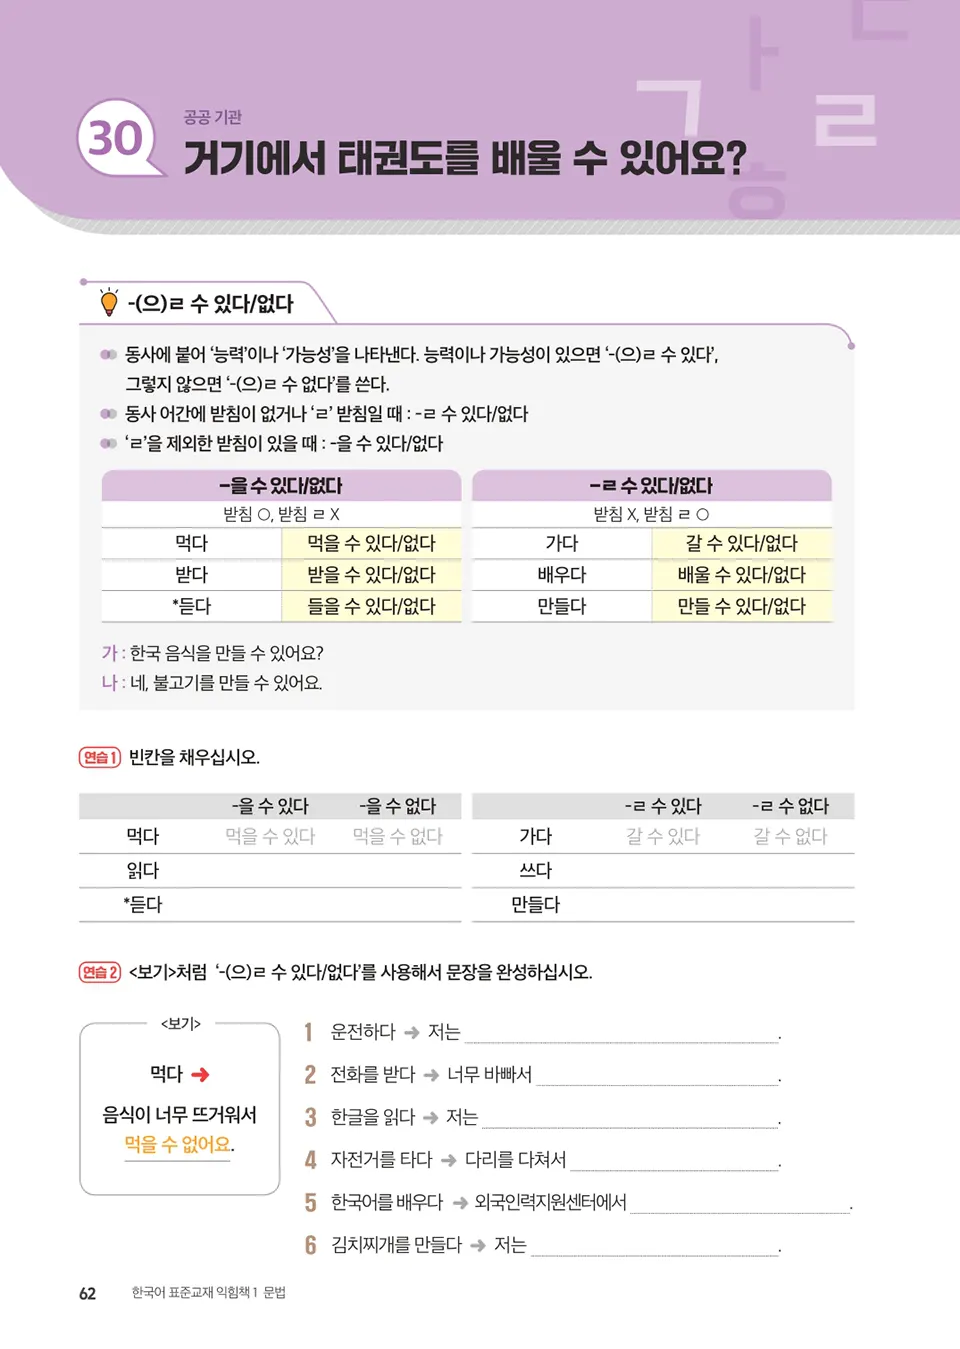 30
공공 기관
거기에서 태권도를 배울 수 있어요?
ㄱ ㅏ ㄷ ㄹ ㅎ
-(으)ㄹ 수 있다/없다
동사에 붙어 ‘능력’이나 ‘가능성’을 나타낸다. 능력이나 가능성이 있으면 ‘-(으)ㄹ 수 있다’,
그렇지 않으면 ‘-(으)ㄹ 수 없다’를 쓴다.
동사 어간에 받침이 없거나 ‘ㄹ’ 받침일 때 : -ㄹ 수 있다/없다
‘ㄹ’을 제외한 받침이 있을 때 : -을 수 있다/없다
-을 수 있다/없다 -ㄹ 수 있다/없다
받침 ○, 받침 ㄹ X 받침 X, 받침 ㄹ ○
먹다 먹을 수 있다/없다 가다 갈 수 있다/없다
받다 받을 수 있다/없다 배우다 배울 수 있다/없다
*듣다 들을 수 있다/없다 만들다 만들 수 있다/없다
가 : 한국 음식을 만들 수 있어요?
나 : 네, 불고기를 만들 수 있어요.
연습 1 빈칸을 채우십시오.
-을 수 있다 -을 수 없다 -ㄹ 수 있다 -ㄹ 수 없다
먹다 먹을 수 있다 먹을 수 없다 가다 갈 수 있다 갈 수 없다
읽다 쓰다
*듣다 만들다
연습 2 <보기>처럼 ‘-(으)ㄹ 수 있다/없다’를 사용해서 문장을 완성하십시오.
<보기>
먹다 ➜
음식이 너무 뜨거워서
먹을 수 없어요.
1 운전하다 ➜ 저는 .
2 전화를 받다 ➜ 너무 바빠서 .
3 한글을 읽다 ➜ 저는 .
4 자전거를 타다 ➜ 다리를 다쳐서 .
5 한국어를 배우다 ➜ 외국인력지원센터에서 .
6 김치찌개를 만들다 ➜ 저는 .
62 한국어 표준교재 익힘책 1 문법